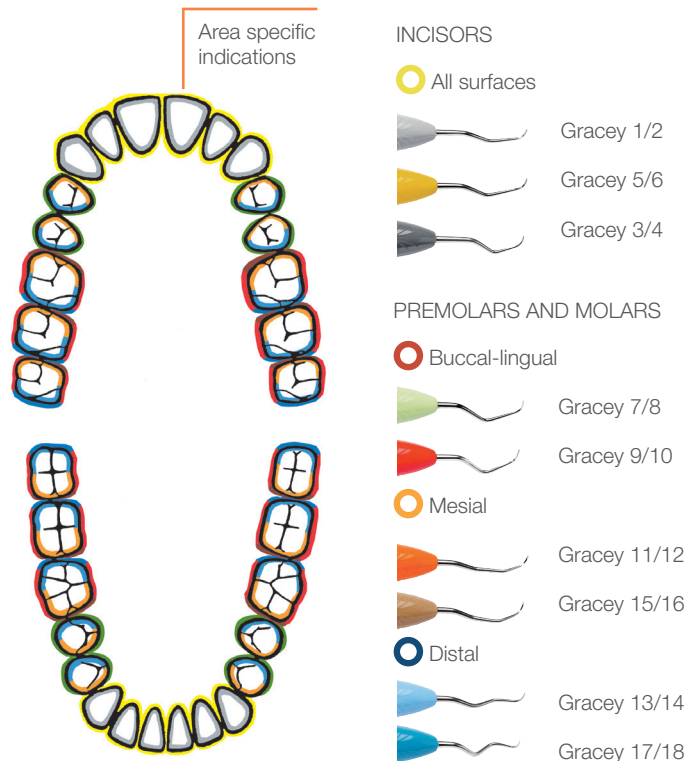 Area specific
indications
INCISORS
All surfaces
Gracey 1/2
Gracey 5/6
Gracey 3/4
PREMOLARS AND MOLARS
Buccal-lingual
Gracey 7/8
Gracey 9/10
Mesial
Gracey 11/12
Gracey 15/16
Distal
Gracey 13/14
Gracey 17/18